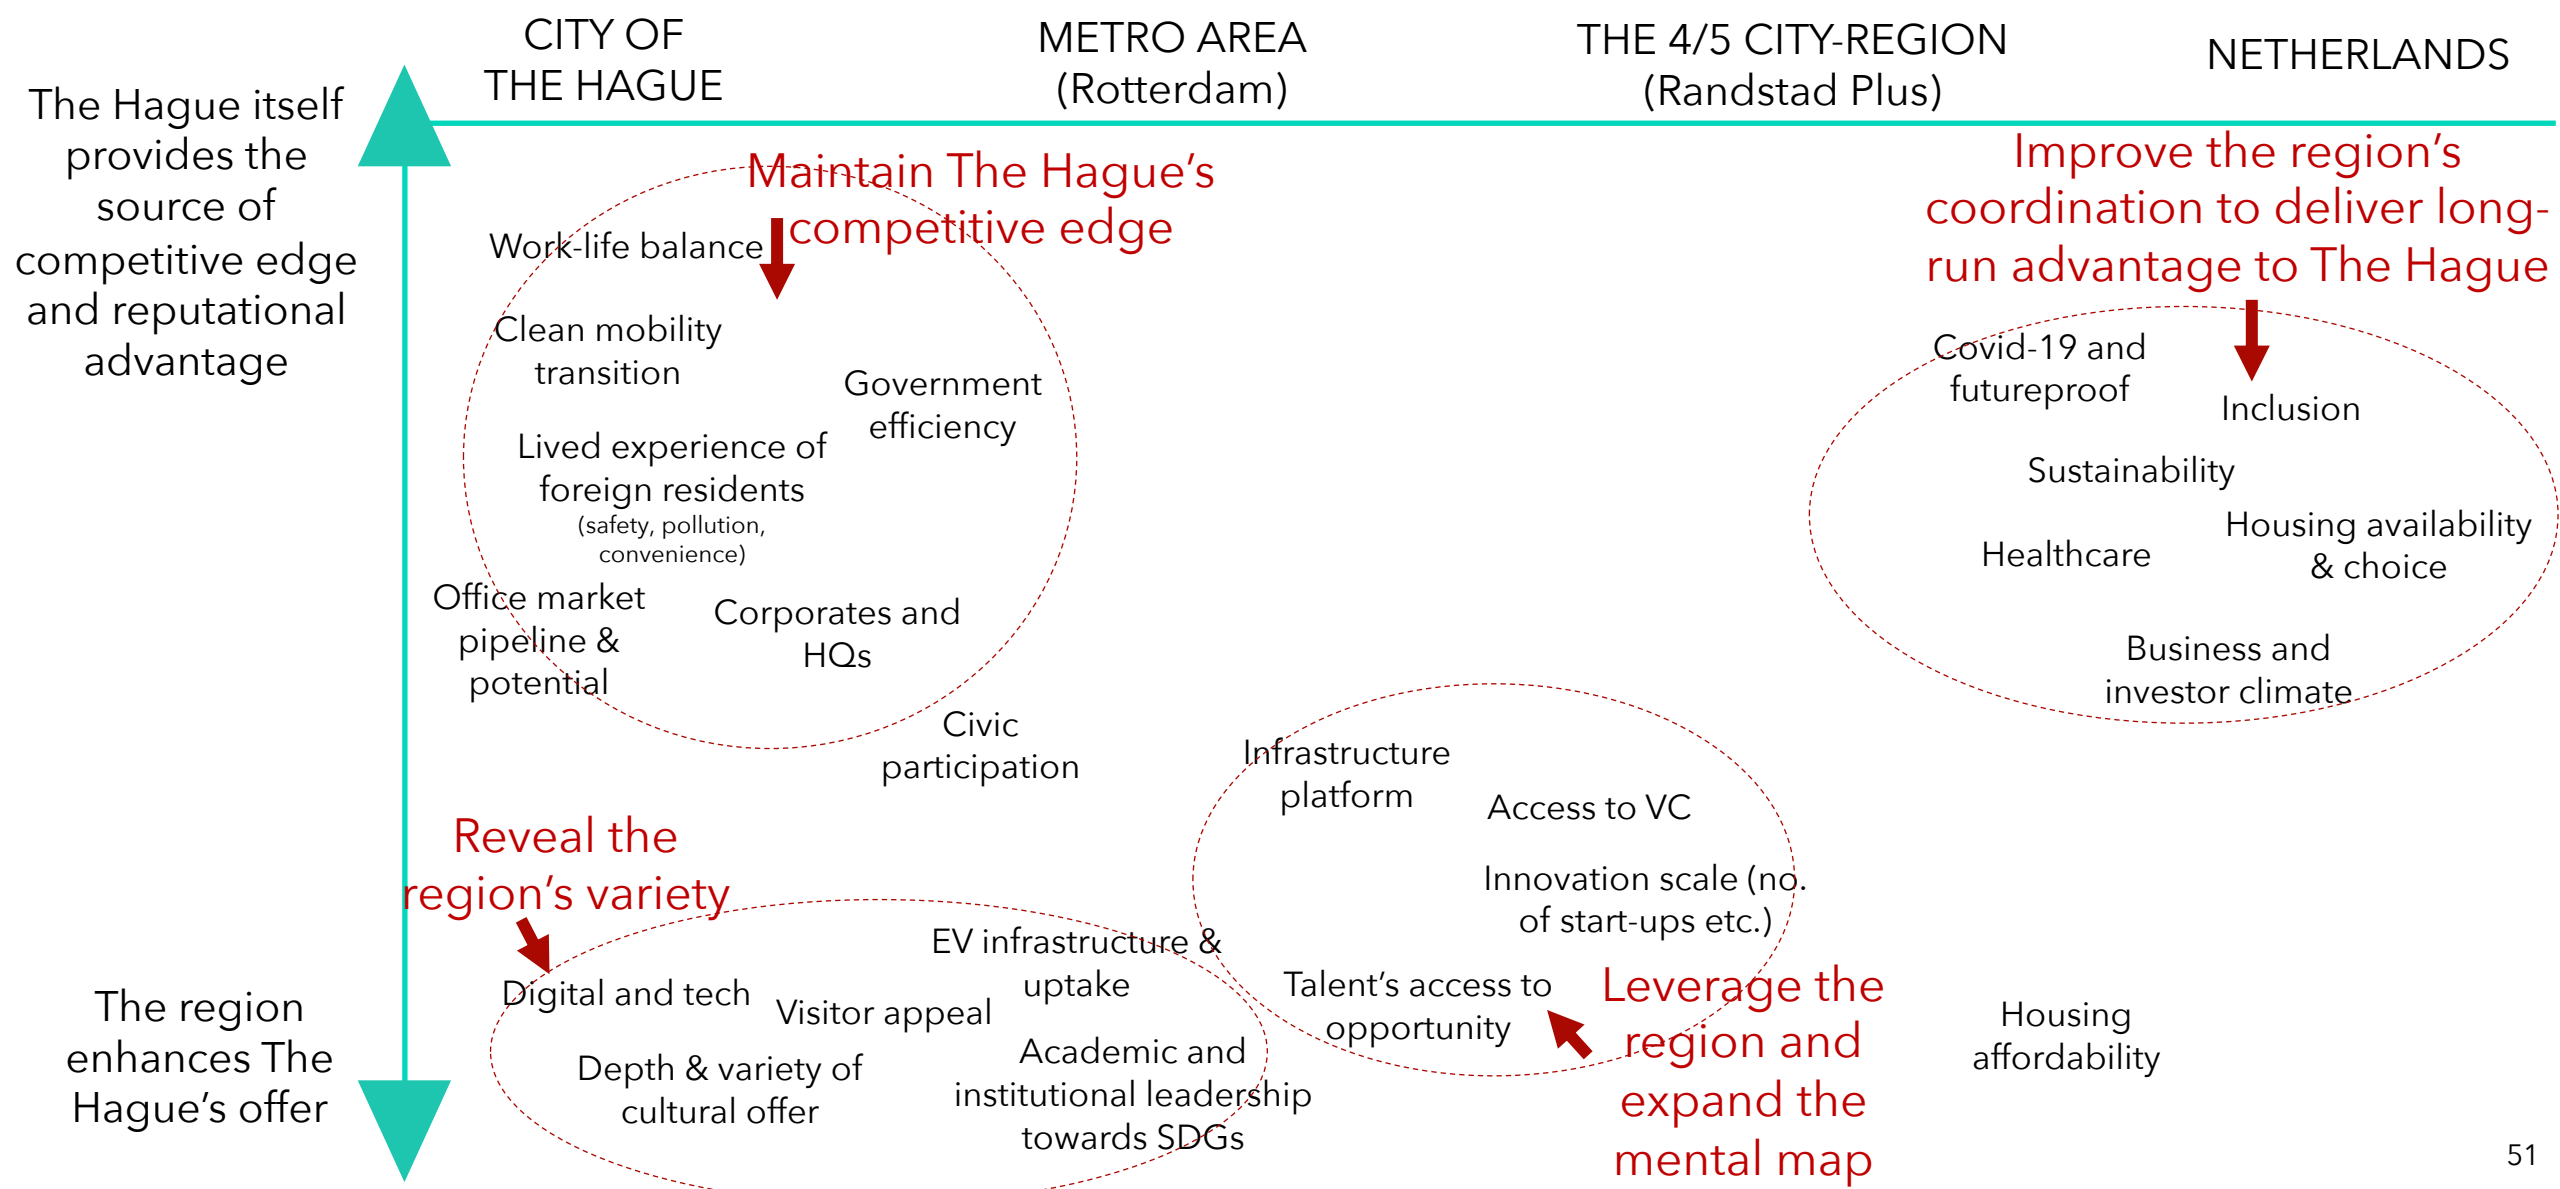 CITY OF
THE HAGUE
METRO AREA
(Rotterdam)
THE 4/5 CITY-REGION
(Randstad Plus)
NETHERLANDS
The Hague itself
provides the
source of
competitive edge
and reputational
advantage
Maintain The Hague's
competitive edge
Work-life balance
Clean mobility
transition
Government
efficiency
Lived experience of
foreign residents
(safety, pollution,
convenience)
Office market
pipeline &
potential
Corporates and
HQs
Civic
participation
Improve the region's
coordination to deliver long-
run advantage to The Hague
Covid-19 and
futureproof
Inclusion
Sustainability
Housing availability
& choice
Healthcare
Business and
investor climate
Infrastructure
platform
Access to VC
Innovation scale (no.
of start-ups etc.)
Talent's access to
opportunity
Leverage the
region and
expand the
mental map
Reveal the
region's variety
EV infrastructure &
uptake
Digital and tech
Visitor appeal
Depth & variety of
cultural offer
Academic and
institutional leadership
towards SDGs
Housing
affordability
The region
enhances The
Hague's offer
51